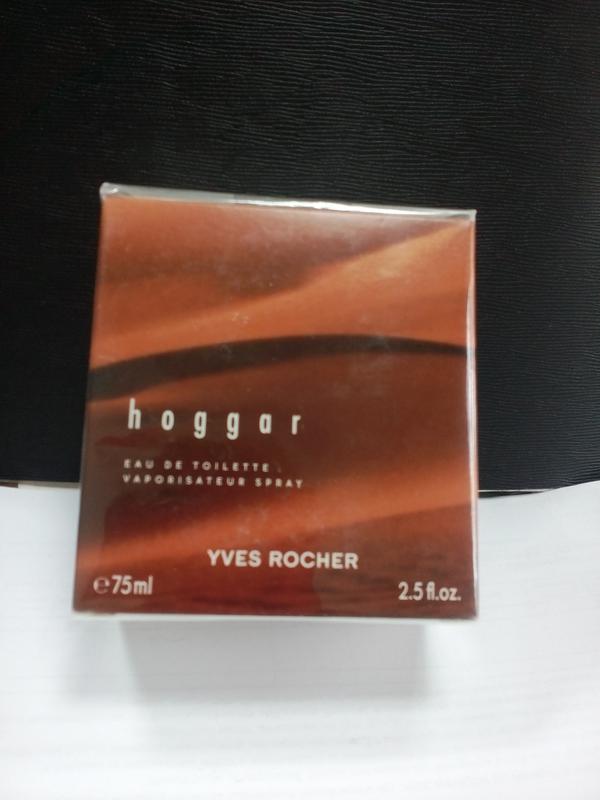 hoggar
EAU DE TOILETTE
VAPORISATEUR SPRAY
YVES ROCHER
℮75ml 2.5 fl.oz.